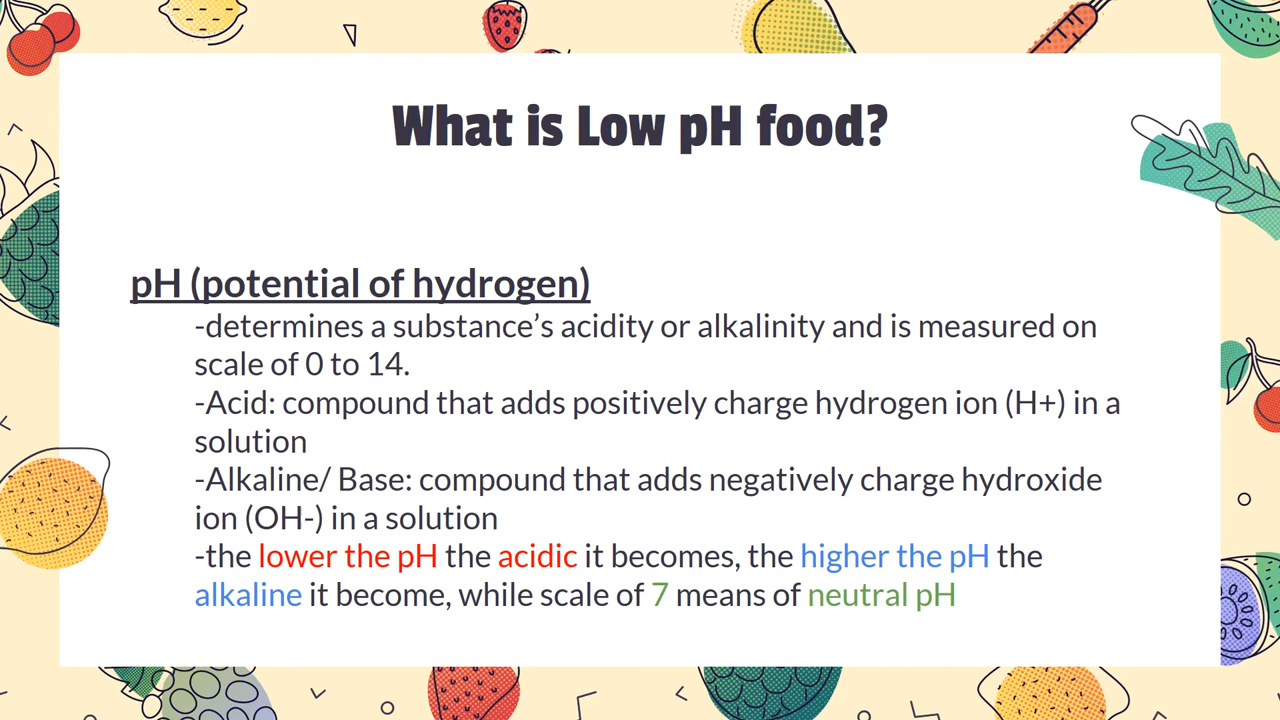 What is Low pH food?
pH (potential of hydrogen)
-determines a substance’s acidity or alkalinity and is measured on
scale of 0 to 14.
-Acid: compound that adds positively charge hydrogen ion (H+) in a
solution
-Alkaline/ Base: compound that adds negatively charge hydroxide
ion (OH-) in a solution
-the lower the pH the acidic it becomes, the higher the pH the
alkaline it become, while scale of 7 means of neutral pH